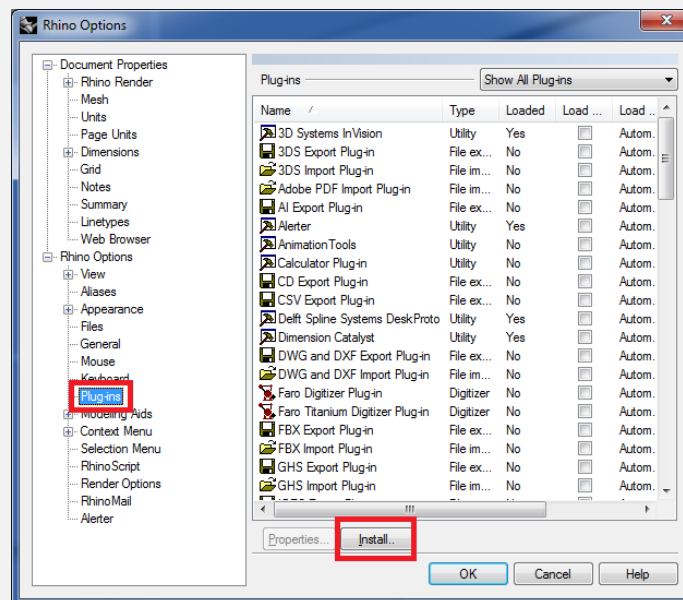 Rhino Options
Document Properties
Rhino Render
Mesh
Units
Page Units
Dimensions
Grid
Notes
Summary
Linetypes
Web Browser
Rhino Options
View
Aliases
Appearance
Files
General
Mouse
Keyboard
Plug-ins
Modeling Aids
Context Menu
Selection Menu
RhinoScript
Render Options
RhinoMail
Alerter
Plug-ins Show All Plug-ins
Name Type Loaded Load ... Load ..
3D Systems InVision Utility Yes Autom.
3DS Export Plug-in File ex... No Autom.
3DS Import Plug-in File im... No Autom.
Adobe PDF Import Plug-in File im... No Autom.
AI Export Plug-in File ex... No Autom.
Alerter Utility Yes Autom.
AnimationTools Utility No Autom.
Calculator Plug-in Utility No Autom.
CD Export Plug-in File ex... No Autom.
CSV Export Plug-in File ex... No Autom.
Delft Spline Systems DeskProto Utility Yes Autom.
Dimension Catalyst Utility Yes Autom.
DWG and DXF Export Plug-in File ex... No Autom.
DWG and DXF Import Plug-in File im... No Autom.
Faro Digitizer Plug-in Digitizer No Autom.
Faro Titanium Digitizer Plug-in Digitizer No Autom.
FBX Export Plug-in File ex... No Autom.
FBX Import Plug-in File im... No Autom.
GHS Export Plug-in File ex... No Autom.
GHS Import Plug-in File im... No Autom.
Properties... Install..
OK Cancel Help